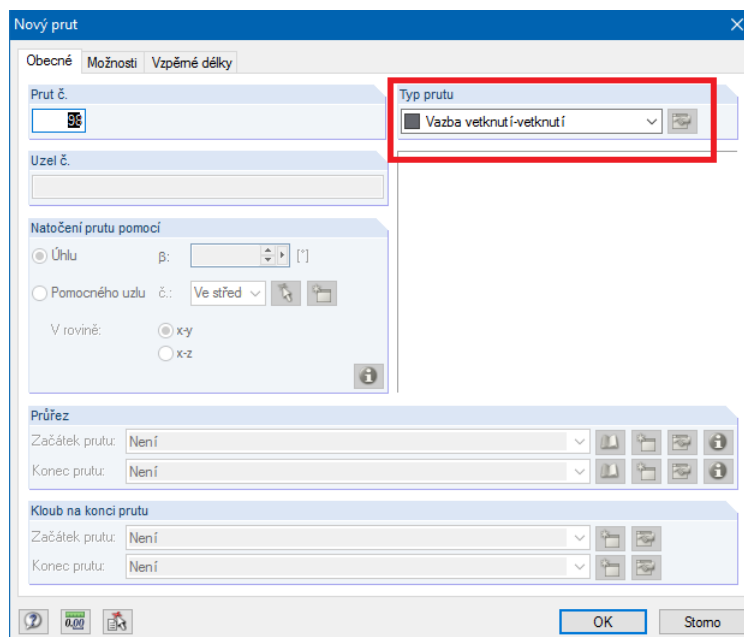 Nový prut
Obecné Možnosti Vzpěrné délky
Prut č.
98
Typ prutu
Vazba vetknutí-vetknutí
Uzel č.
Natočení prutu pomocí
Úhlu β: [°]
Pomocného uzlu č.: Ve střed
V rovině: x-y
x-z
Průřez
Začátek prutu: Není
Konec prutu: Není
Kloub na konci prutu
Začátek prutu: Není
Konec prutu: Není
0,00 OK Storno